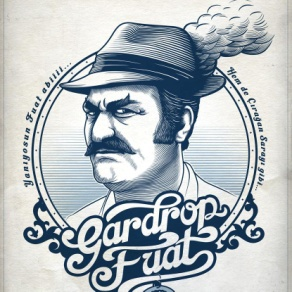 Yanıyosun Fuat abiiii...
Hem de Çırağan Sarayı gibi...
Gardrop
Fuat